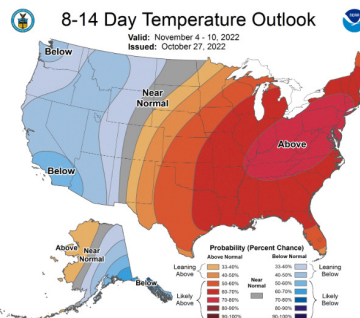 8-14 Day Temperature Outlook
Valid: November 4 - 10, 2022
Issued: October 27, 2022
Below
Near
Normal
Above
Below
Above
Near
Normal
Below
Probability (Percent Chance)
Above Normal
Below Normal
Leaning
Above
33-40%
40-50%
50-60%
Near
Normal
33-40%
40-50%
50-60%
Leaning
Below
Likely
Above
60-70%
70-80%
80-90%
90-100%
60-70%
70-80%
80-90%
90-100%
Likely
Below